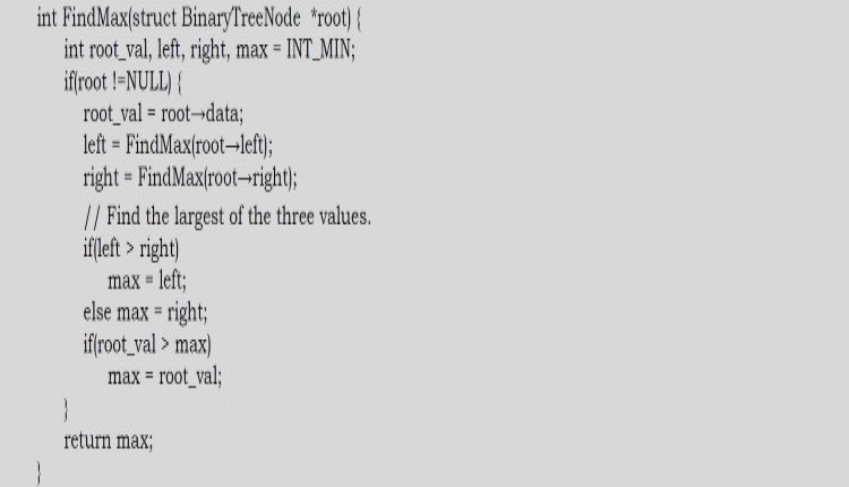 int FindMax(struct BinaryTreeNode *root) {
int root_val, left, right, max = INT_MIN;
if(root !=NULL) {
root_val = root→data;
left = FindMax(root→left);
right = FindMax(root→right);
// Find the largest of the three values.
if(left > right)
max = left;
else max = right;
if(root_val > max)
max = root_val;
}
return max;
}